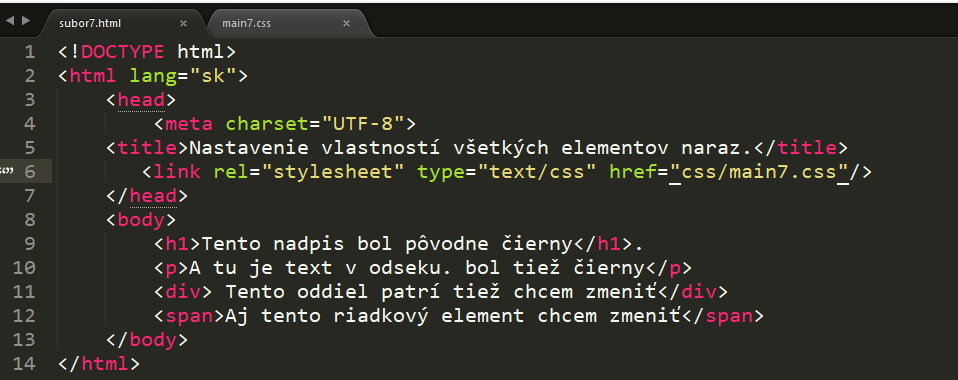 subor7.html × main7.css ×
1 <!DOCTYPE html>
2 <html lang="sk">
3 <head>
4 <meta charset="UTF-8">
5 <title>Nastavenie vlastností všetkých elementov naraz.</title>
6 <link rel="stylesheet" type="text/css" href="css/main7.css"/>
7 </head>
8 <body>
9 <h1>Tento nadpis bol pôvodne čierny</h1>.
10 <p>A tu je text v odseku. bol tiež čierny</p>
11 <div> Tento oddiel patrí tiež chcem zmeniť</div>
12 <span>Aj tento riadkový element chcem zmeniť</span>
13 </body>
14 </html>